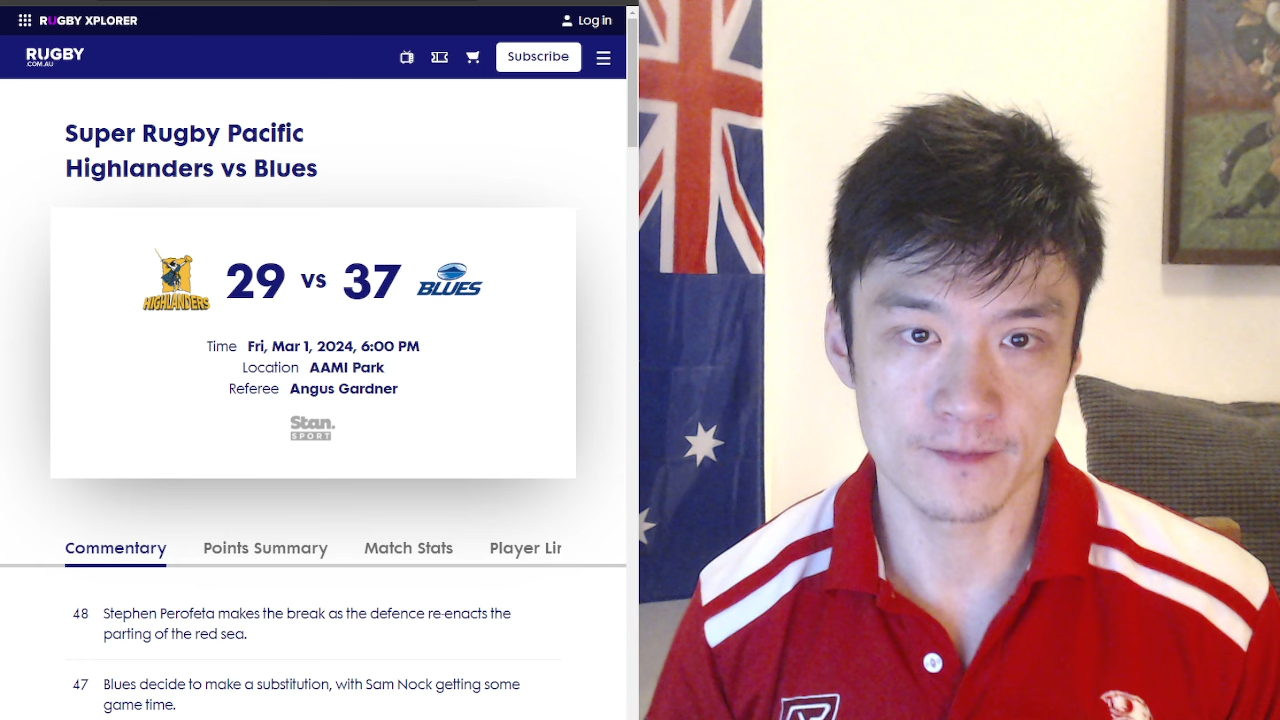 RUGBY XPLORER
Log in
RUGBY
.COM.AU
Subscribe
Super Rugby Pacific
Highlanders vs Blues
HIGHLANDERS
29 vs 37
BLUES
Time Fri, Mar 1, 2024, 6:00 PM
Location AAMI Park
Referee Angus Gardner
Stan.
SPORT
Commentary
Points Summary
Match Stats
Player Lin
48 Stephen Perofeta makes the break as the defence re-enacts the
parting of the red sea.
47 Blues decide to make a substitution, with Sam Nock getting some
game time.